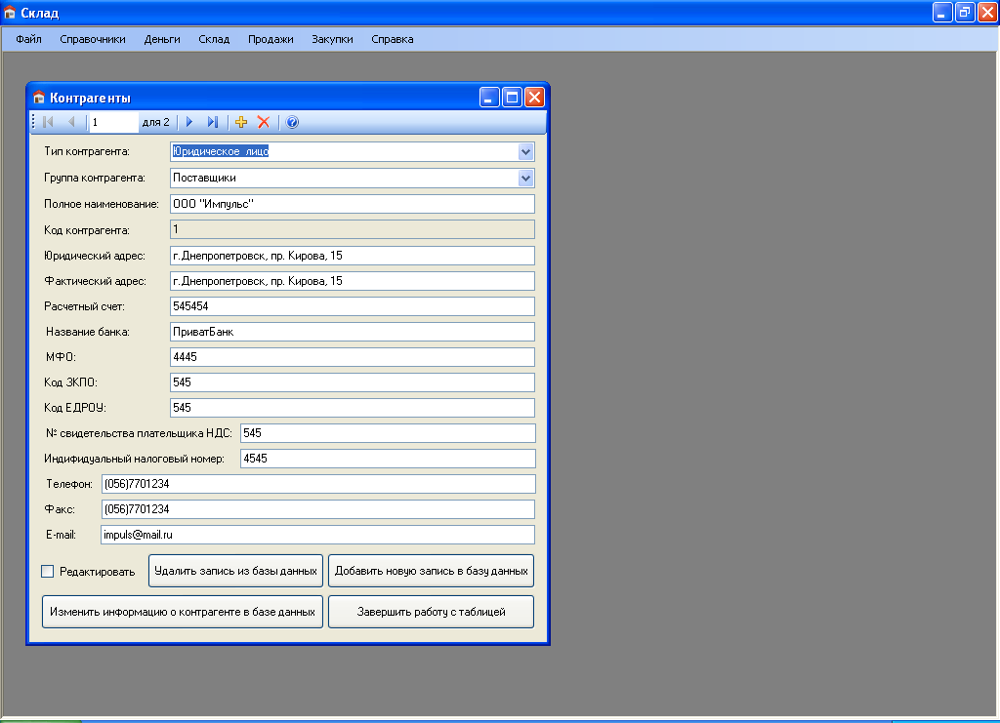 Склад
Файл Справочники Деньги Склад Продажи Закупки Справка
Контрагенты
1 для 2
Тип контрагента: Юридическое лицо
Группа контрагента: Поставщики
Полное наименование: ООО "Импульс"
Код контрагента: 1
Юридический адрес: г.Днепропетровск, пр. Кирова, 15
Фактический адрес: г.Днепропетровск, пр. Кирова, 15
Расчетный счет: 545454
Название банка: ПриватБанк
МФО: 4445
Код ЗКПО: 545
Код ЕДРОУ: 545
№ свидетельства плательщика НДС: 545
Индифидуальный налоговый номер: 4545
Телефон: (056)7701234
Факс: (056)7701234
E-mail: impuls@mail.ru
Редактировать Удалить запись из базы данных Добавить новую запись в базу данных
Изменить информацию о контрагенте в базе данных Завершить работу с таблицей